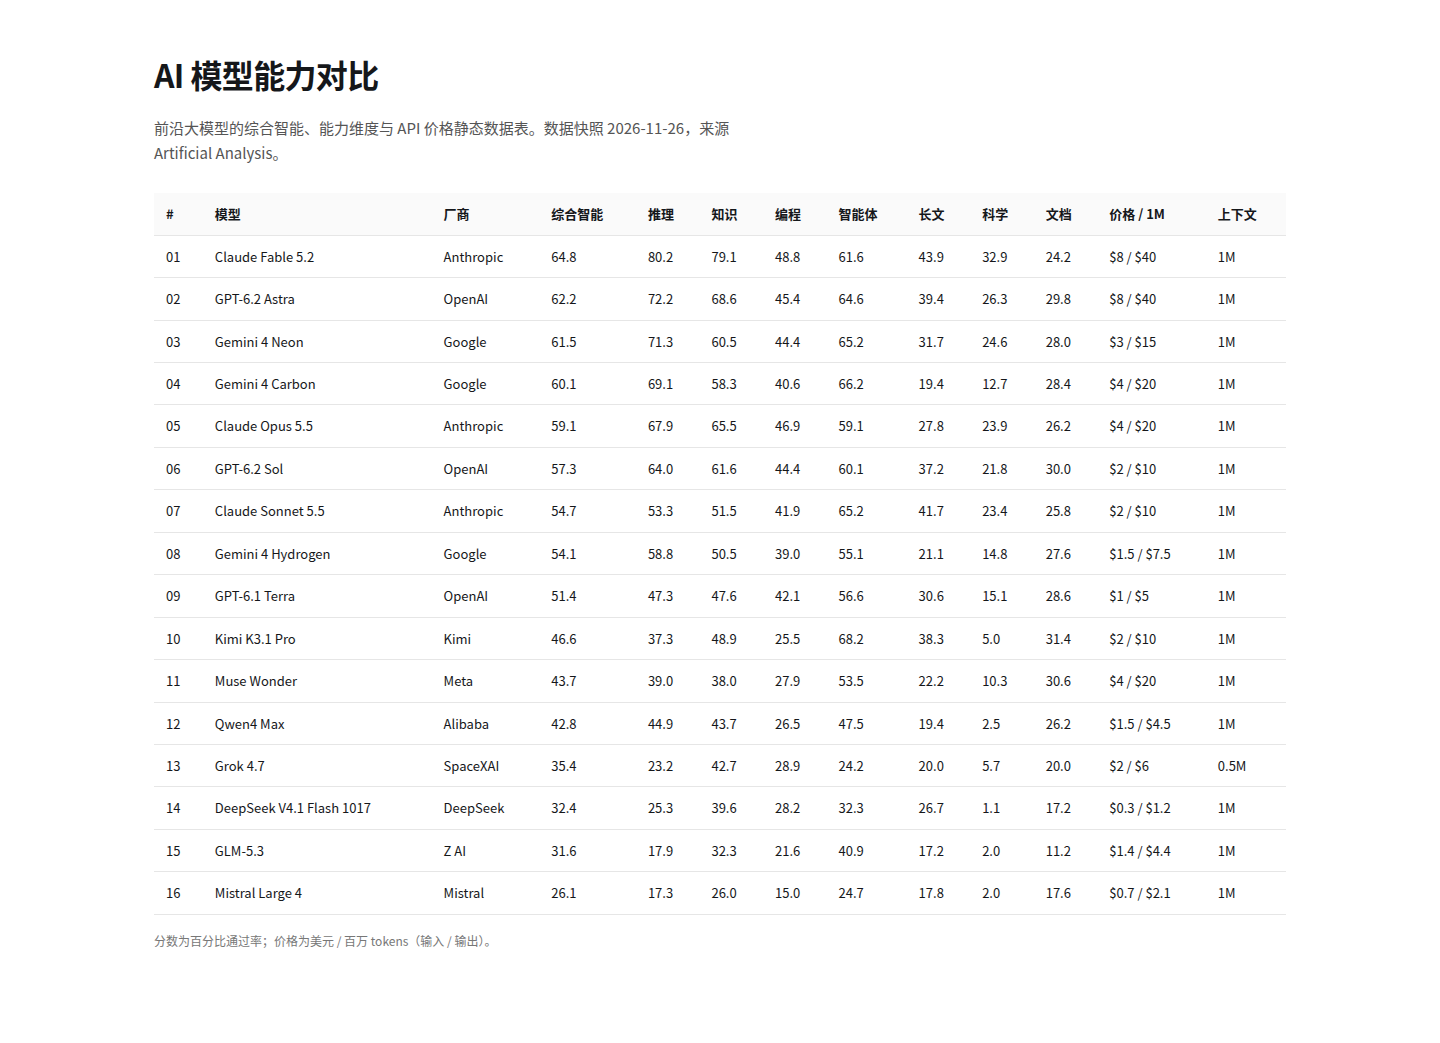 AI 模型能力对比
前沿大模型的综合智能、能力维度与 API 价格静态数据表。数据快照 2026-11-26，来源
Artificial Analysis。
# 模型 厂商 综合智能 推理 知识 编程 智能体 长文 科学 文档 价格 / 1M 上下文
01 Claude Fable 5.2 Anthropic 64.8 80.2 79.1 48.8 61.6 43.9 32.9 24.2 $8 / $40 1M
02 GPT-6.2 Astra OpenAI 62.2 72.2 68.6 45.4 64.6 39.4 26.3 29.8 $8 / $40 1M
03 Gemini 4 Neon Google 61.5 71.3 60.5 44.4 65.2 31.7 24.6 28.0 $3 / $15 1M
04 Gemini 4 Carbon Google 60.1 69.1 58.3 40.6 66.2 19.4 12.7 28.4 $4 / $20 1M
05 Claude Opus 5.5 Anthropic 59.1 67.9 65.5 46.9 59.1 27.8 23.9 26.2 $4 / $20 1M
06 GPT-6.2 Sol OpenAI 57.3 64.0 61.6 44.4 60.1 37.2 21.8 30.0 $2 / $10 1M
07 Claude Sonnet 5.5 Anthropic 54.7 53.3 51.5 41.9 65.2 41.7 23.4 25.8 $2 / $10 1M
08 Gemini 4 Hydrogen Google 54.1 58.8 50.5 39.0 55.1 21.1 14.8 27.6 $1.5 / $7.5 1M
09 GPT-6.1 Terra OpenAI 51.4 47.3 47.6 42.1 56.6 30.6 15.1 28.6 $1 / $5 1M
10 Kimi K3.1 Pro Kimi 46.6 37.3 48.9 25.5 68.2 38.3 5.0 31.4 $2 / $10 1M
11 Muse Wonder Meta 43.7 39.0 38.0 27.9 53.5 22.2 10.3 30.6 $4 / $20 1M
12 Qwen4 Max Alibaba 42.8 44.9 43.7 26.5 47.5 19.4 2.5 26.2 $1.5 / $4.5 1M
13 Grok 4.7 SpaceXAI 35.4 23.2 42.7 28.9 24.2 20.0 5.7 20.0 $2 / $6 0.5M
14 DeepSeek V4.1 Flash 1017 DeepSeek 32.4 25.3 39.6 28.2 32.3 26.7 1.1 17.2 $0.3 / $1.2 1M
15 GLM-5.3 Z AI 31.6 17.9 32.3 21.6 40.9 17.2 2.0 11.2 $1.4 / $4.4 1M
16 Mistral Large 4 Mistral 26.1 17.3 26.0 15.0 24.7 17.8 2.0 17.6 $0.7 / $2.1 1M
分数为百分比通过率；价格为美元 / 百万 tokens（输入 / 输出）。